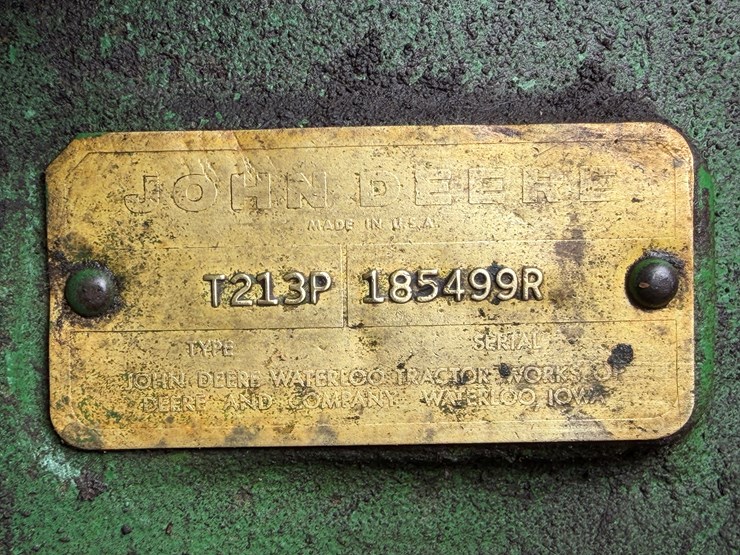 JOHN DEERE
MADE IN U.S.A.
T213P 185499R
TYPE SERIAL
JOHN DEERE WATERLOO TRACTOR WORKS OF
DEERE AND COMPANY WATERLOO, IOWA